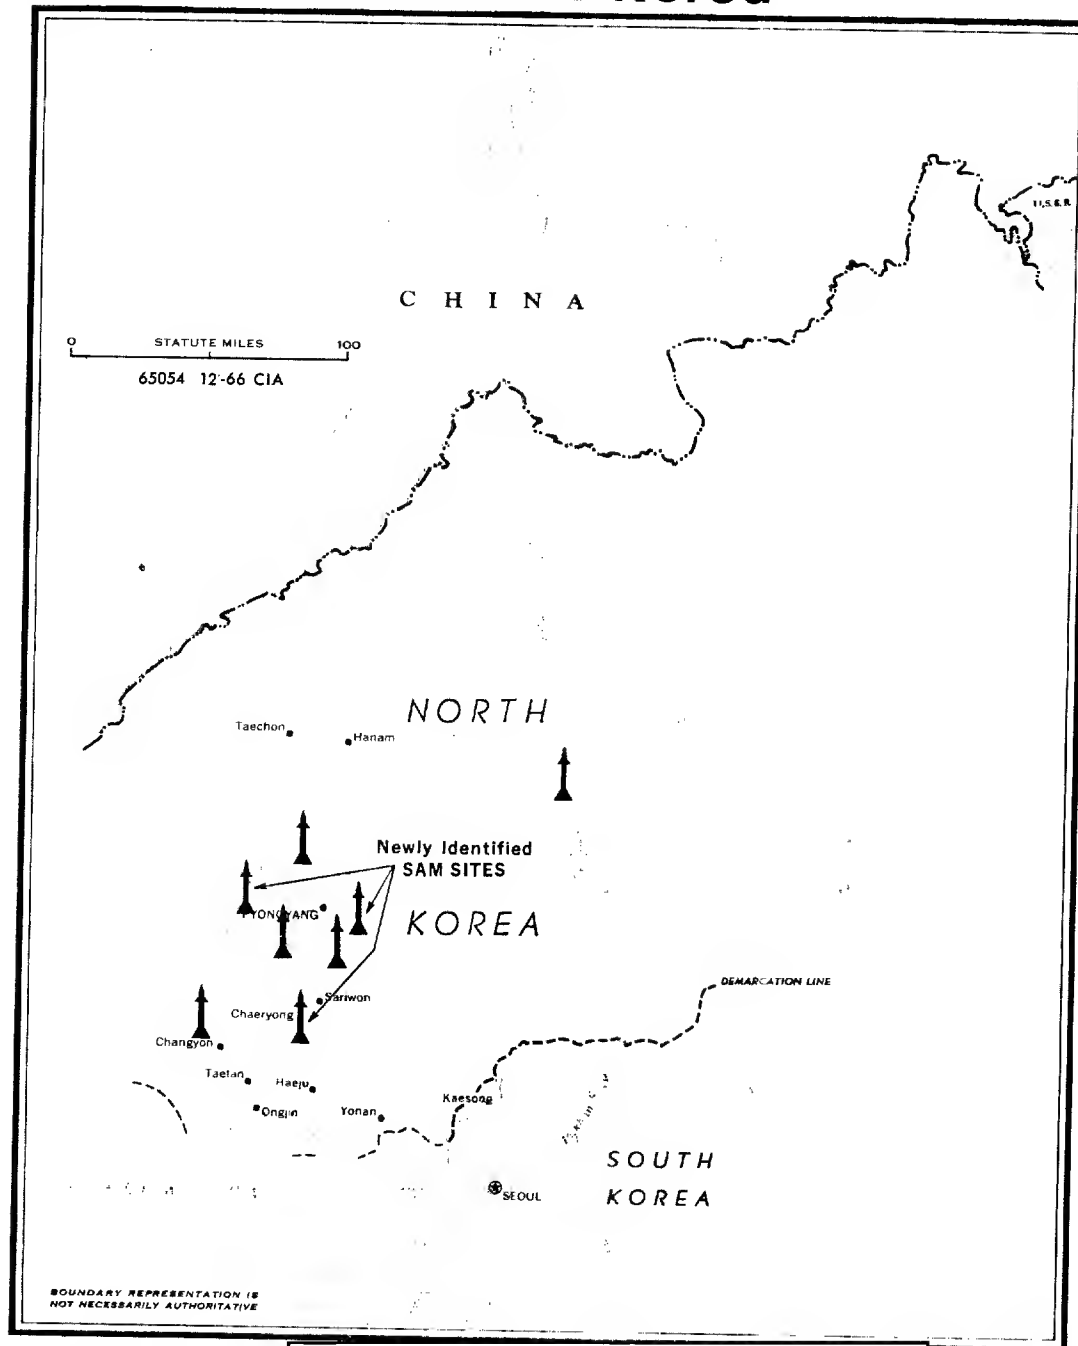 Korea
U.S.S.R.
CHINA
0 STATUTE MILES 100
65054 12-66 CIA
NORTH
Taechon
Hanam
Newly Identified
SAM SITES
PYONGYANG
KOREA
DEMARCATION LINE
Sariwon
Chaeryong
Changyon
Taetan
Haeju
Kaesong
Ongjin
Yonan
SOUTH
KOREA
SEOUL
BOUNDARY REPRESENTATION IS
NOT NECESSARILY AUTHORITATIVE